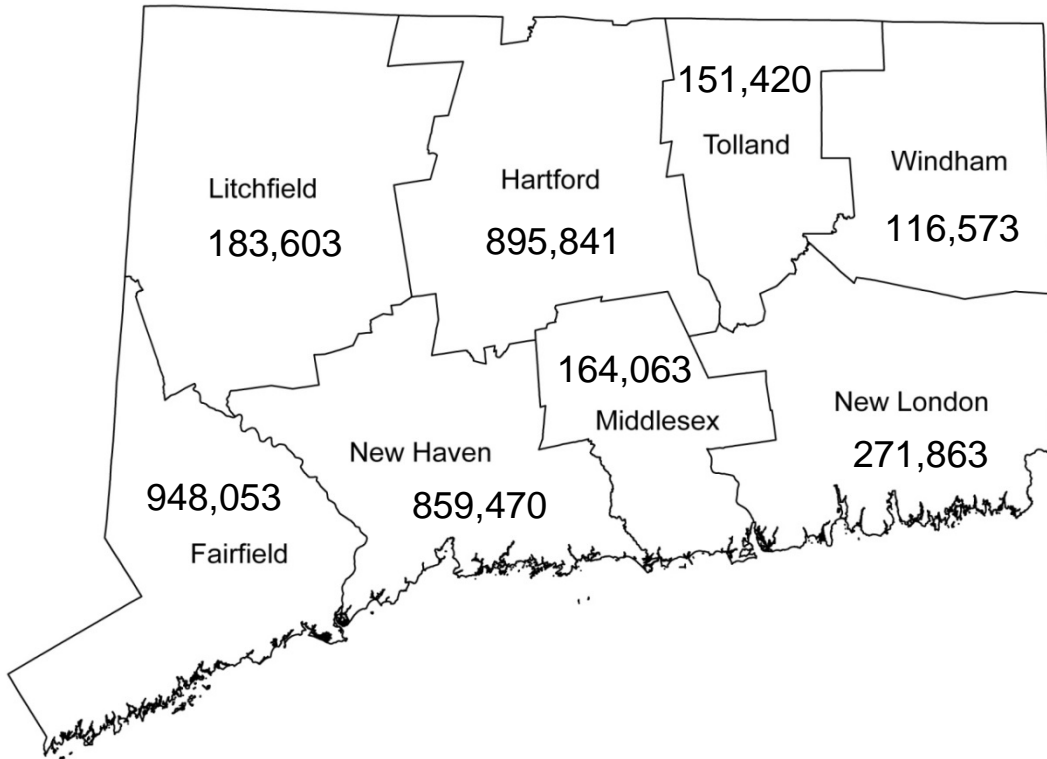 151,420
Tolland
Windham
116,573
Litchfield
183,603
Hartford
895,841
164,063
Middlesex
New London
271,863
New Haven
859,470
948,053
Fairfield